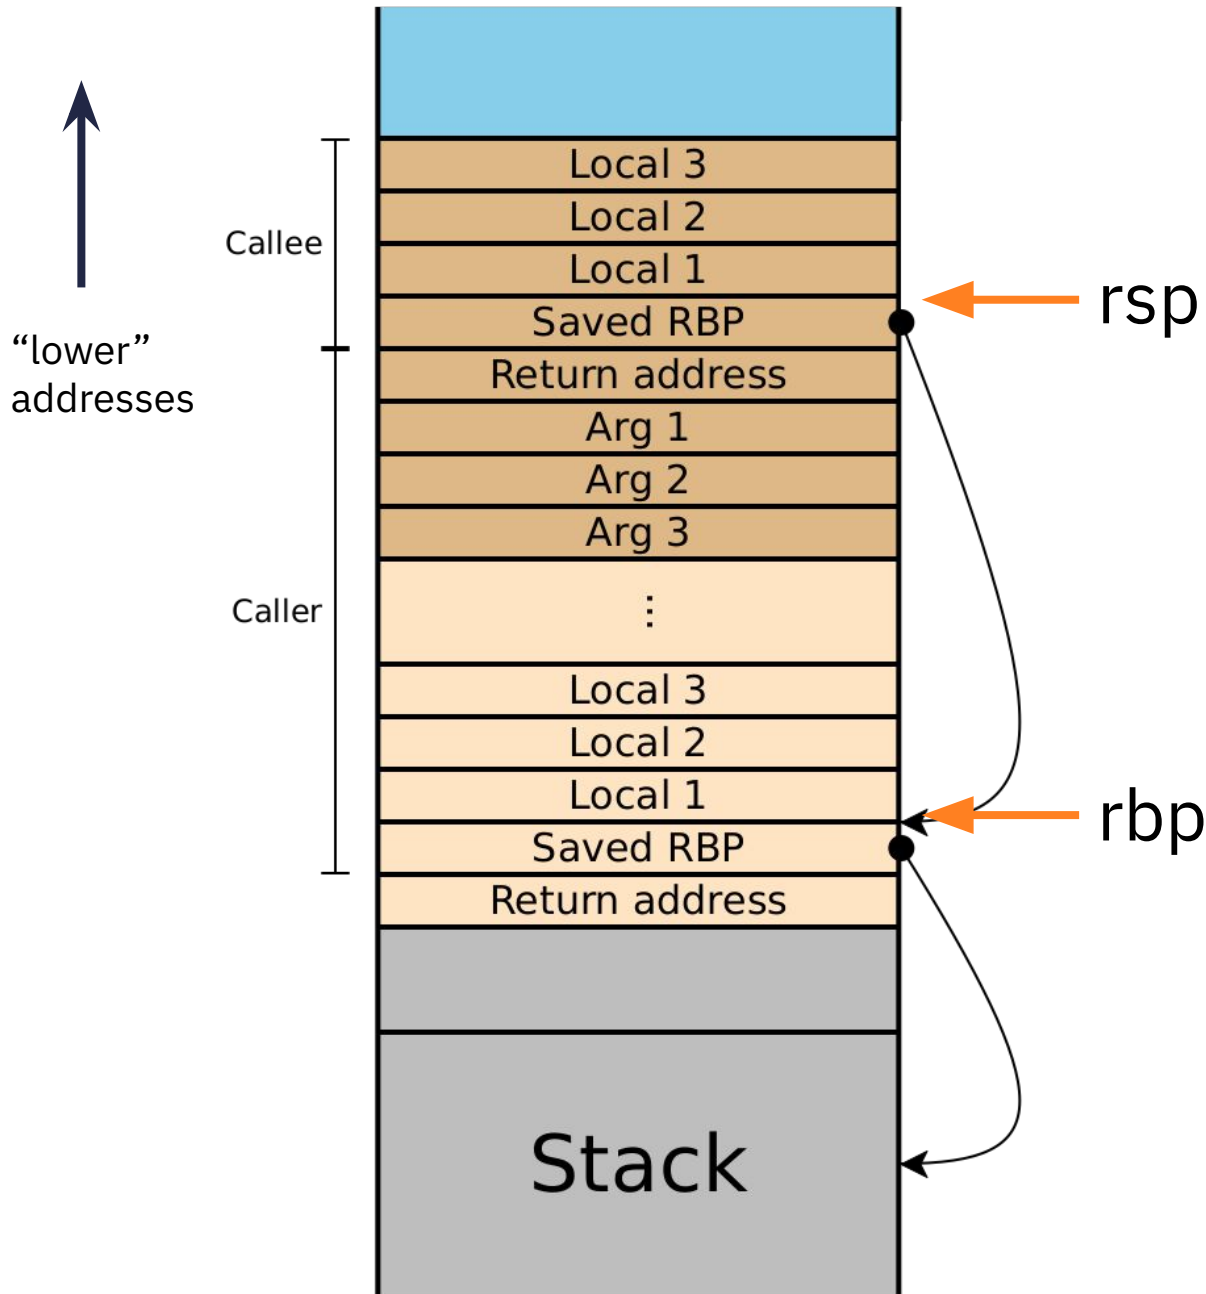 Local 3
Local 2
Callee
Local 1
rsp
Saved RBP
“lower”
addresses
Return address
Arg 1
Arg 2
Arg 3
Caller
⋮
Local 3
Local 2
Local 1
rbp
Saved RBP
Return address
Stack